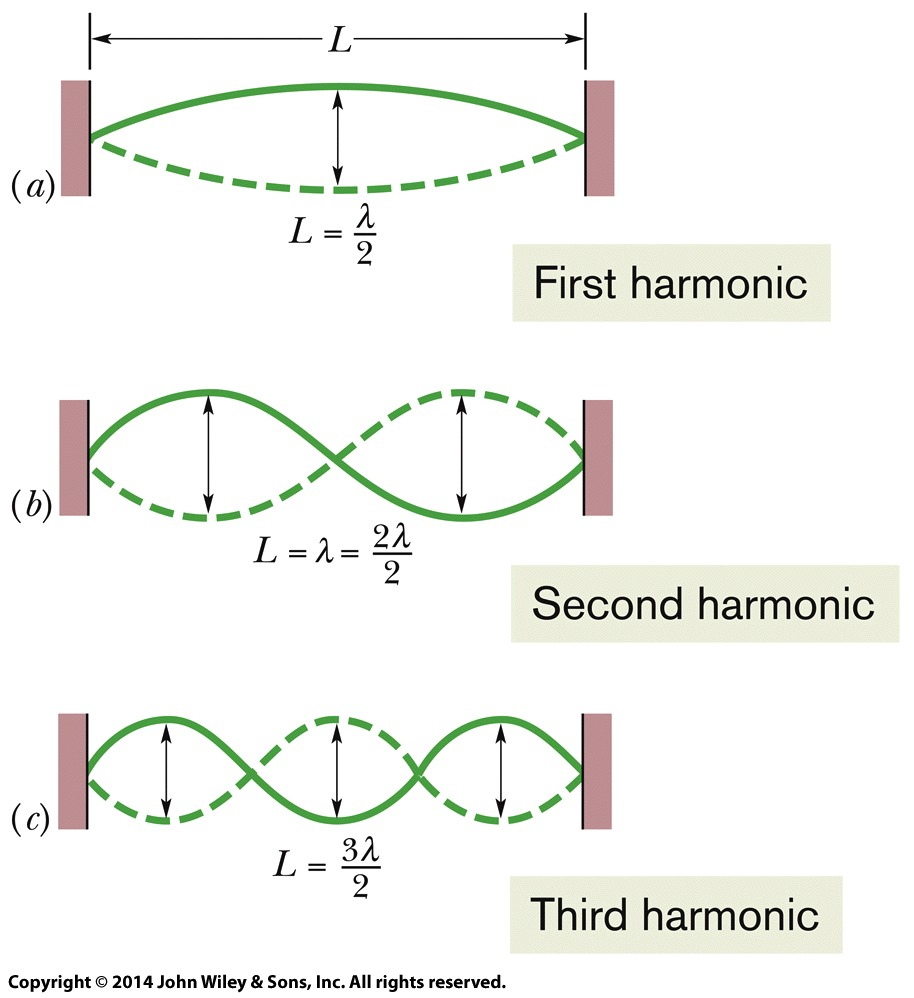 L
(a)
L = λ/2
First harmonic
(b)
L = λ = 2λ/2
Second harmonic
(c)
L = 3λ/2
Third harmonic
Copyright © 2014 John Wiley & Sons, Inc. All rights reserved.